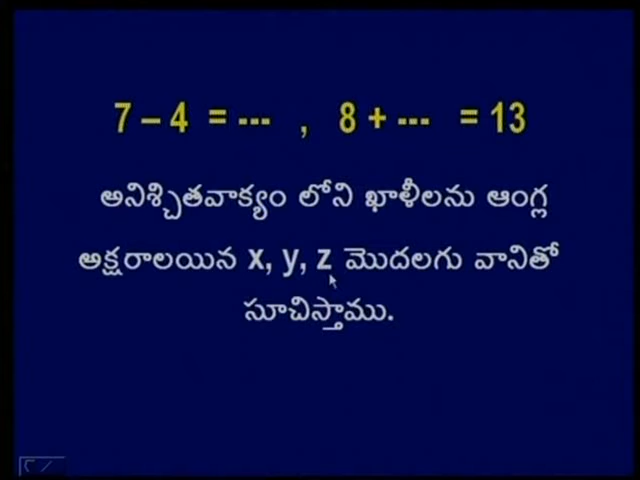 7 – 4 = --- , 8 + --- = 13
అనిశ్చితవాక్యం లోని ఖాళీలను ఆంగ్ల
అక్షరాలయిన x, y, z మొదలగు వానితో
సూచిస్తాము.